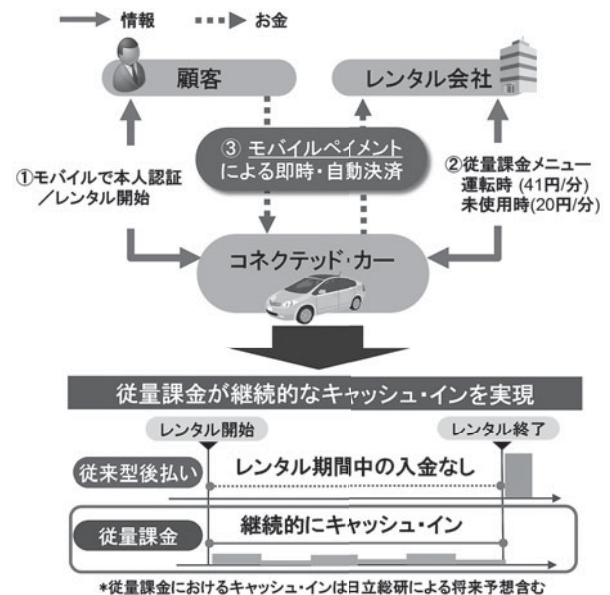 情報
お金
顧客
レンタル会社
③ モバイルペイメント
による即時・自動決済
①モバイルで本人認証
／レンタル開始
②従量課金メニュー
運転時 (41円/分)
未使用時(20円/分)
コネクテッド・カー
従量課金が継続的なキャッシュ・インを実現
レンタル開始
レンタル終了
従来型後払い
レンタル期間中の入金なし
従量課金
継続的にキャッシュ・イン
*従量課金におけるキャッシュ・インは日立総研による将来予想含む